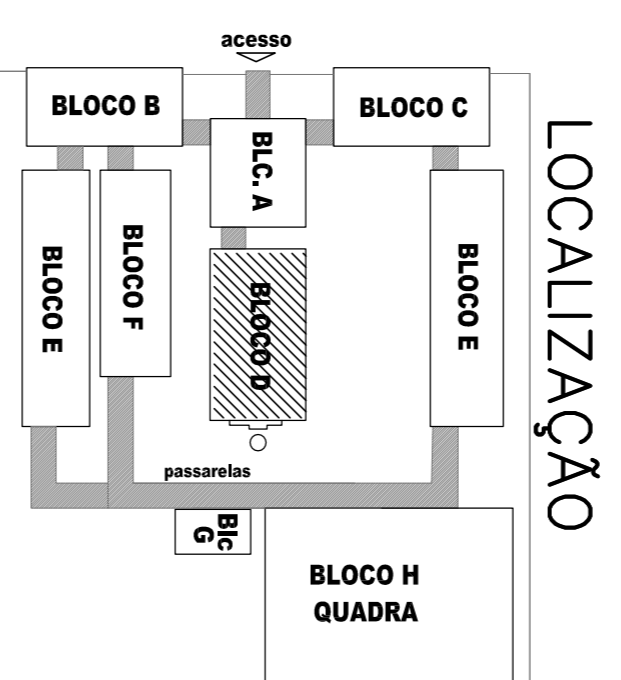 acesso
BLOCO B
BLOCO C
BLC. A
BLOCO E
BLOCO F
BLOCO D
BLOCO E
LOCALIZAÇÃO
passarelas
Blc
G
BLOCO H
QUADRA